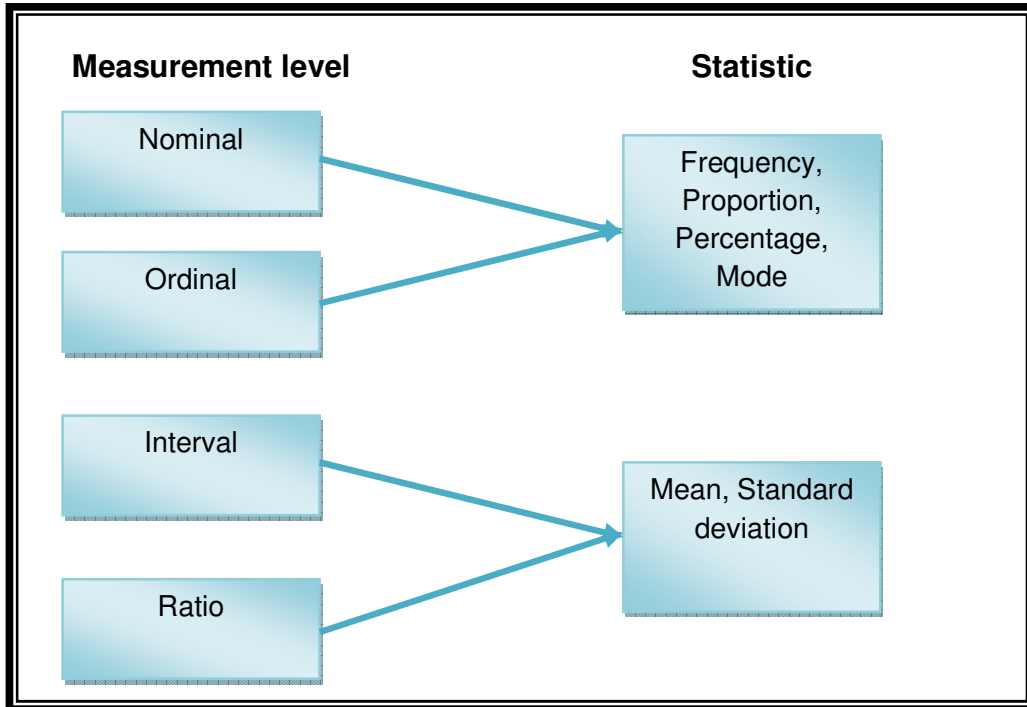 Measurement level
Statistic
Nominal
Ordinal
Interval
Ratio
Frequency,
Proportion,
Percentage,
Mode
Mean, Standard
deviation